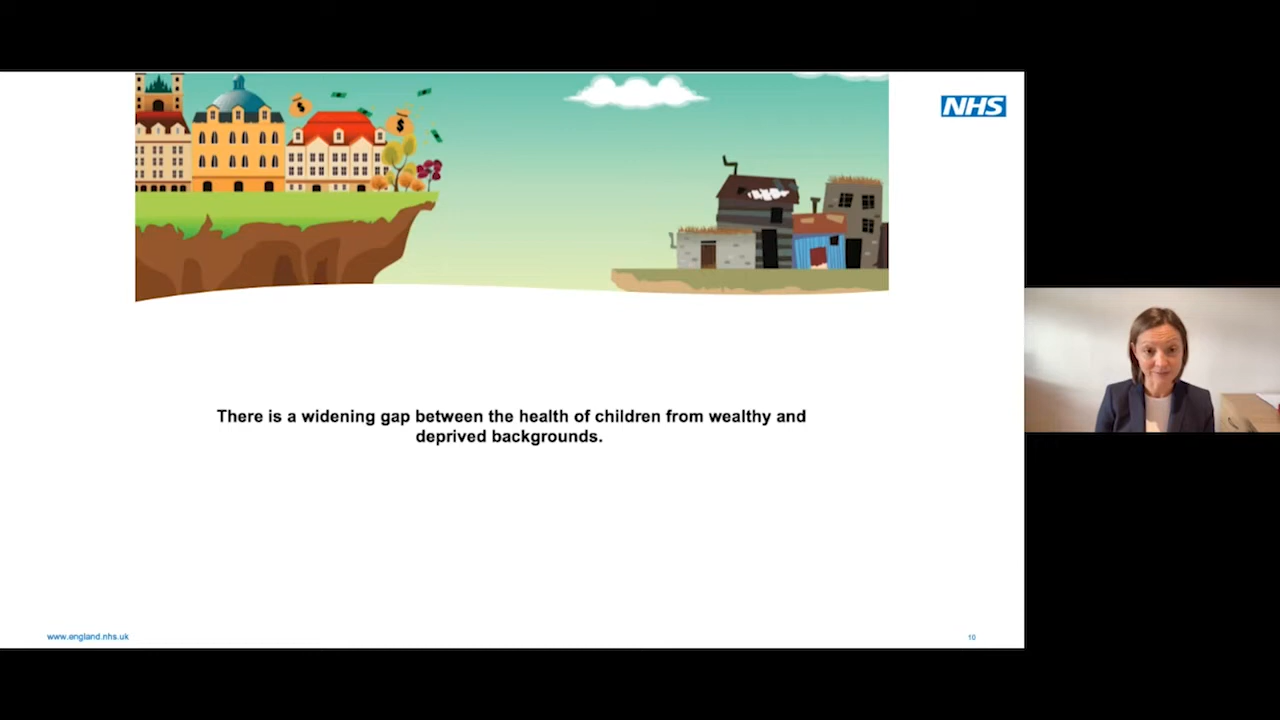 NHS
$
$
There is a widening gap between the health of children from wealthy and
deprived backgrounds.
www.england.nhs.uk
10